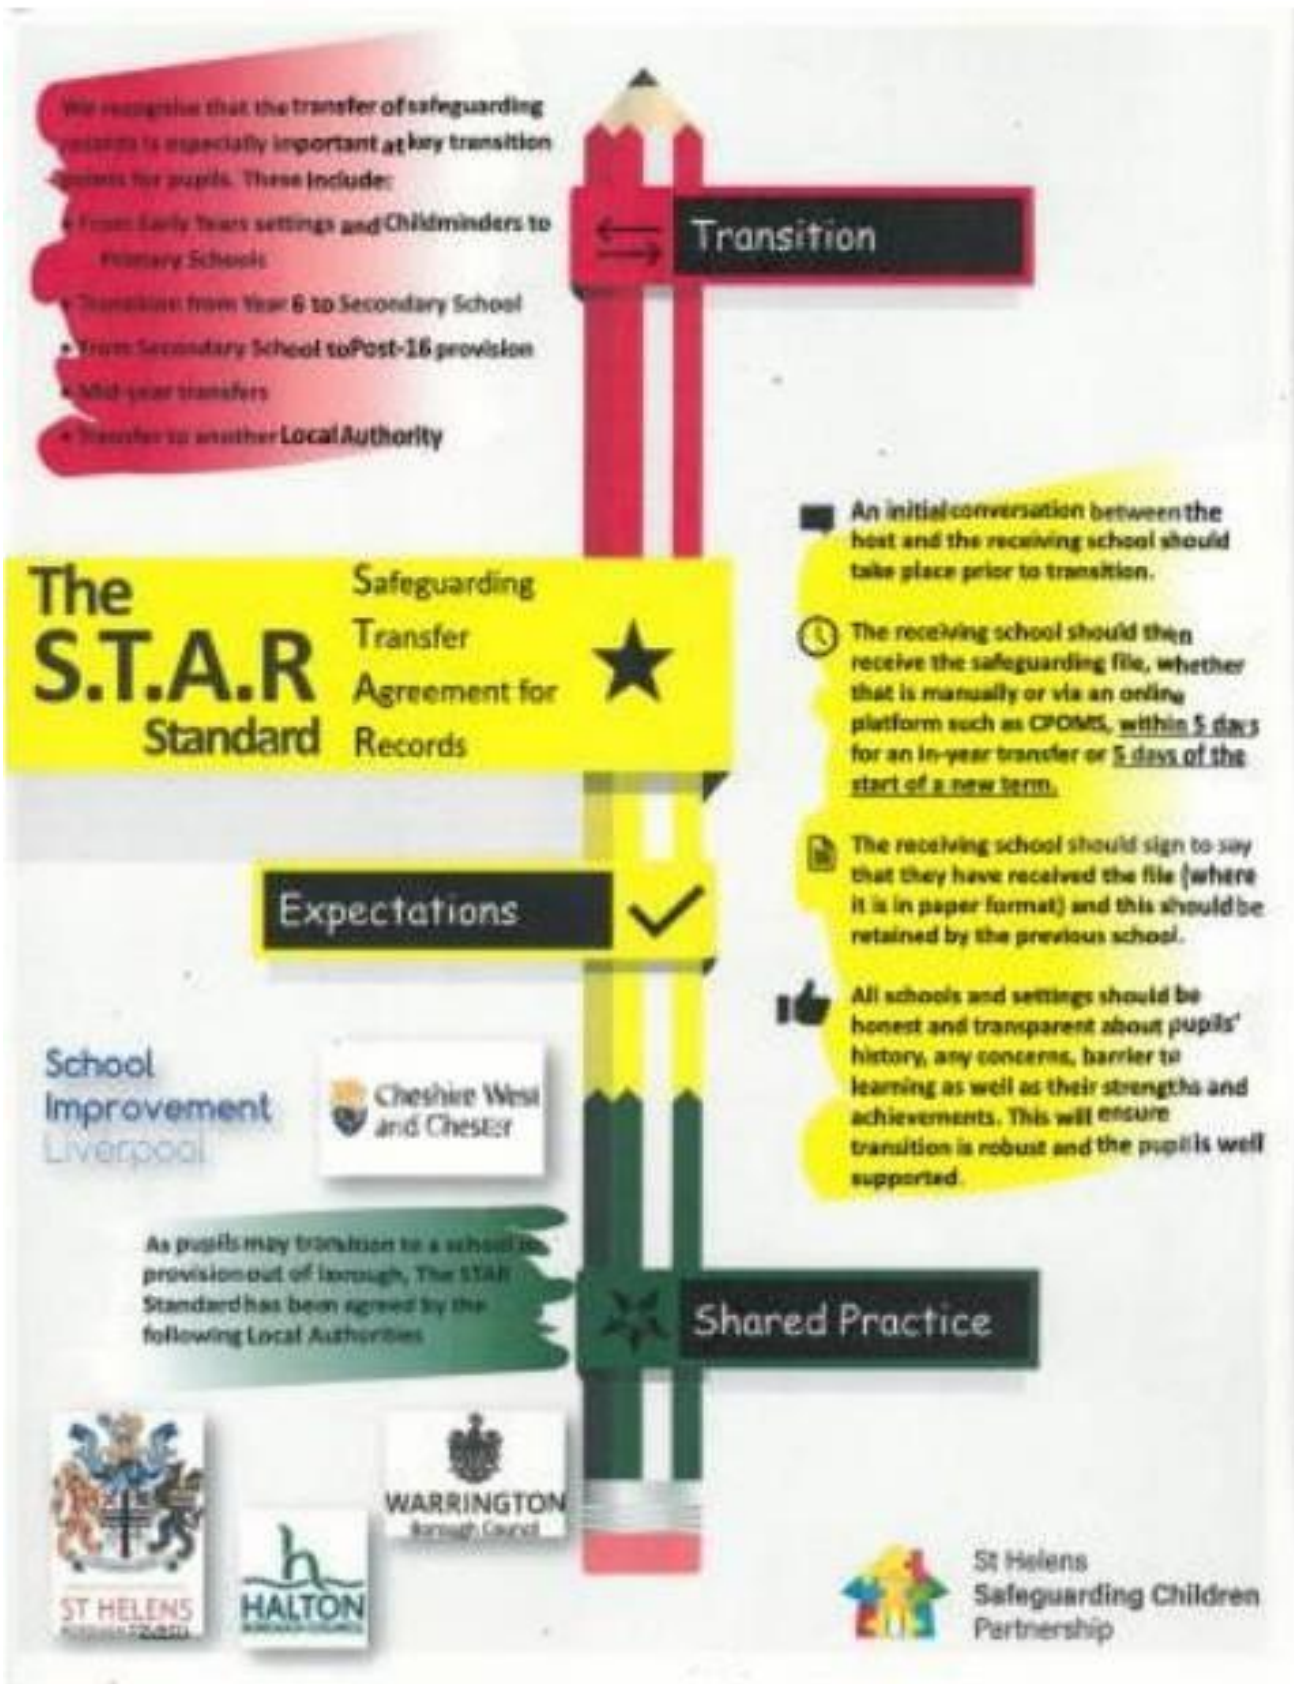 We recognise that the transfer of safeguarding
records is especially important at key transition
points for pupils. These include:
• From Early Years settings and Childminders to
Primary Schools
• Transition from Year 6 to Secondary School
• From Secondary School to Post-16 provision
• Mid-year transfers
• Transfer to another Local Authority
Transition
The
S.T.A.R
Standard
Safeguarding
Transfer
Agreement for
Records
An initial conversation between the
host and the receiving school should
take place prior to transition.
The receiving school should then
receive the safeguarding file, whether
that is manually or via an online
platform such as CPOMS, within 5 days
for an in-year transfer or 5 days of the
start of a new term.
The receiving school should sign to say
that they have received the file (where
it is in paper format) and this should be
retained by the previous school.
All schools and settings should be
honest and transparent about pupils'
history, any concerns, barrier to
learning as well as their strengths and
achievements. This will ensure
transition is robust and the pupil is well
supported.
Expectations
School
Improvement
Liverpool
Cheshire West
and Chester
As pupils may transition to a school or
provision out of borough, The STAR
Standard has been agreed by the
following Local Authorities
Shared Practice
ST HELENS
BOROUGH COUNCIL
HALTON
BOROUGH COUNCIL
WARRINGTON
Borough Council
St Helens
Safeguarding Children
Partnership